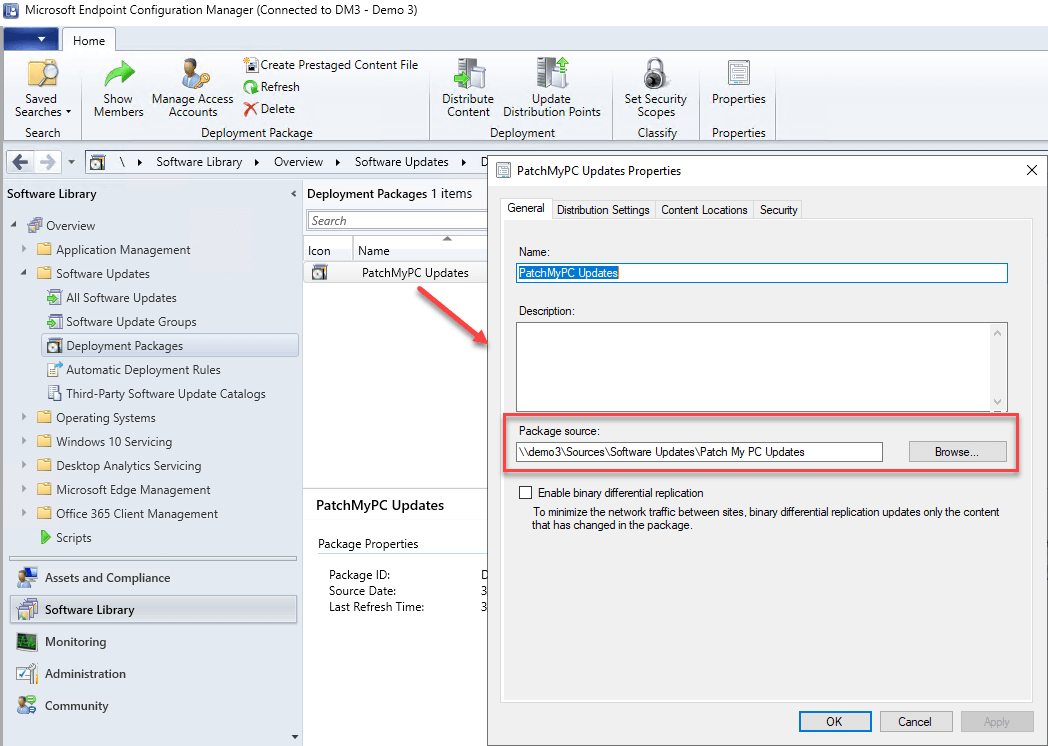 Microsoft Endpoint Configuration Manager (Connected to DM3 - Demo 3)
Home
Saved Searches
Search
Show Members
Manage Access Accounts
Create Prestaged Content File
Refresh
Delete
Deployment Package
Distribute Content
Update Distribution Points
Deployment
Set Security Scopes
Classify
Properties
Properties
\ Software Library Overview Software Updates D
Software Library
Overview
Application Management
Software Updates
All Software Updates
Software Update Groups
Deployment Packages
Automatic Deployment Rules
Third-Party Software Update Catalogs
Operating Systems
Windows 10 Servicing
Desktop Analytics Servicing
Microsoft Edge Management
Office 365 Client Management
Scripts
Assets and Compliance
Software Library
Monitoring
Administration
Community
Deployment Packages 1 items
Search
Icon Name
PatchMyPC Updates
PatchMyPC Updates
Package Properties
Package ID: D
Source Date: 3
Last Refresh Time: 3
PatchMyPC Updates Properties
General Distribution Settings Content Locations Security
Name:
PatchMyPC Updates
Description:
Package source:
\\demo3\Sources\Software Updates\Patch My PC Updates
Browse...
Enable binary differential replication
To minimize the network traffic between sites, binary differential replication updates only the content
that has changed in the package.
OK Cancel Apply